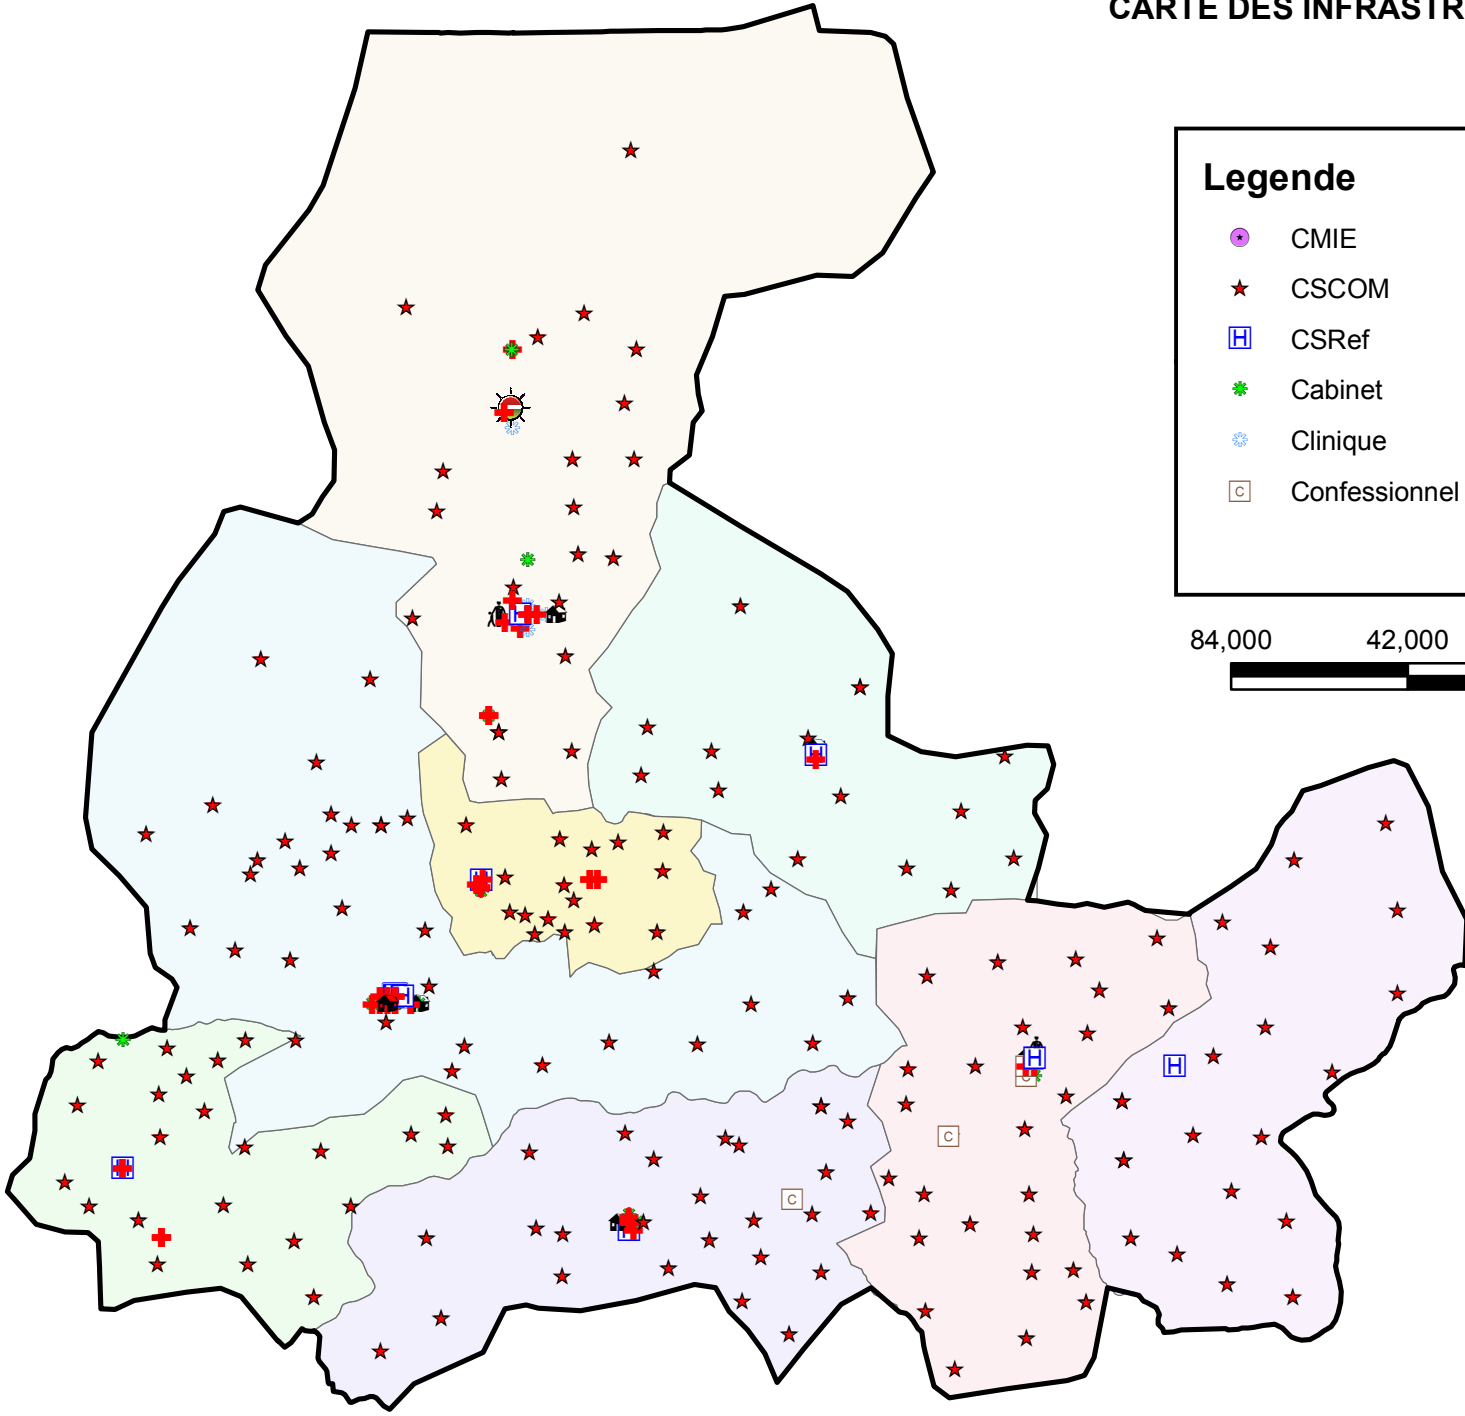 CARTE DES INFRASTR
Legende
CMIE
CSCOM
H CSRef
Cabinet
Clinique
C Confessionnel
84,000 42,000
H
H
H
H
H
H
H
C
C
C